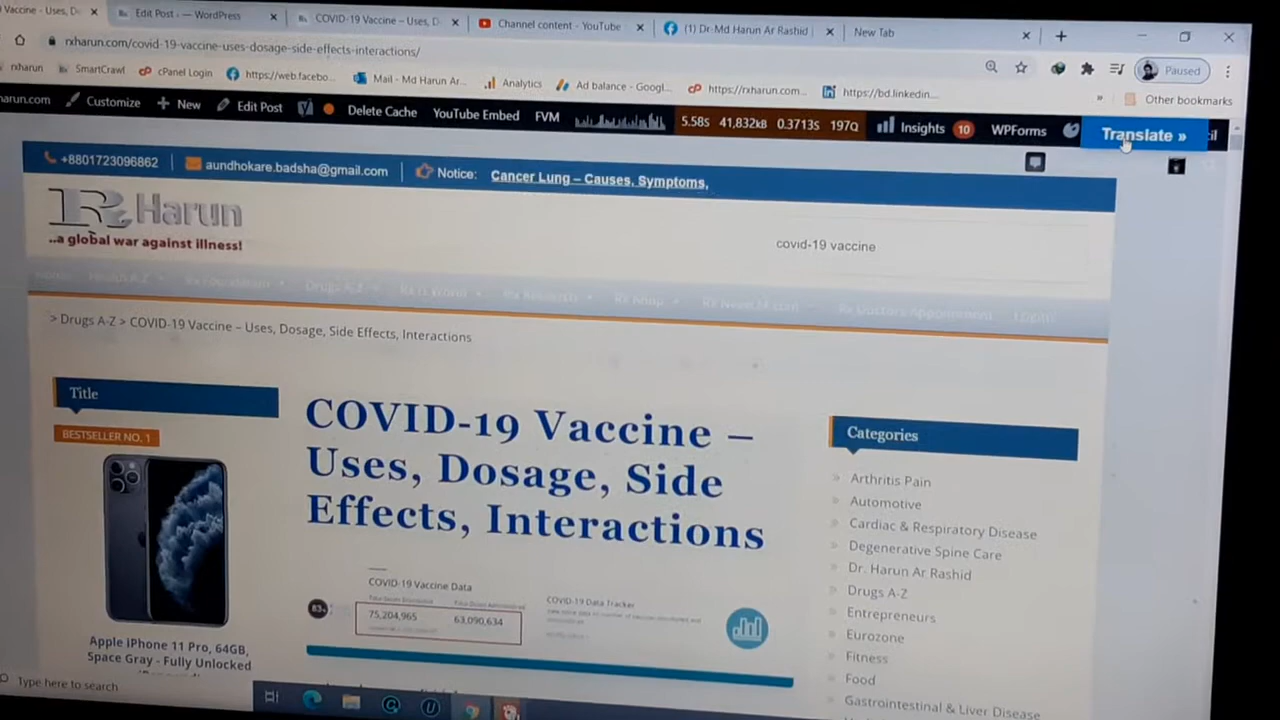 Vaccine – Uses, D
Edit Post · — WordPress
COVID-19 Vaccine – Uses, D
Channel content - YouTube
(1) Dr-Md Harun Ar Rashid
New Tab
rxharun.com/covid-19-vaccine-uses-dosage-side-effects-interactions/
Paused
rxharun
SmartCrawl
cPanel Login
https://web.facebo...
Mail - Md Harun Ar...
Analytics
Ad balance - Googl...
https://rxharun.com...
https://bd.linkedin...
»
Other bookmarks
harun.com
Customize
New
Edit Post
Delete Cache
YouTube Embed
FVM
5.58S 41,832kB 0.3713S 197Q
Insights 10
WPForms
Translate »
+8801723096862
aundhokare.badsha@gmail.com
Notice: Cancer Lung – Causes, Symptoms,
Rx Harun
..a global war against illness!
covid-19 vaccine
> Drugs A-Z > COVID-19 Vaccine – Uses, Dosage, Side Effects, Interactions
Title
BESTSELLER NO. 1
Apple iPhone 11 Pro, 64GB,
Space Gray - Fully Unlocked
COVID-19 Vaccine –
Uses, Dosage, Side
Effects, Interactions
COVID-19 Vaccine Data
75,204,965
63,090,634
COVID-19 Data Tracker
Categories
Arthritis Pain
Automotive
Cardiac & Respiratory Disease
Degenerative Spine Care
Dr. Harun Ar Rashid
Drugs A-Z
Entrepreneurs
Eurozone
Fitness
Food
Gastrointestinal & Liver Disease
Type here to search